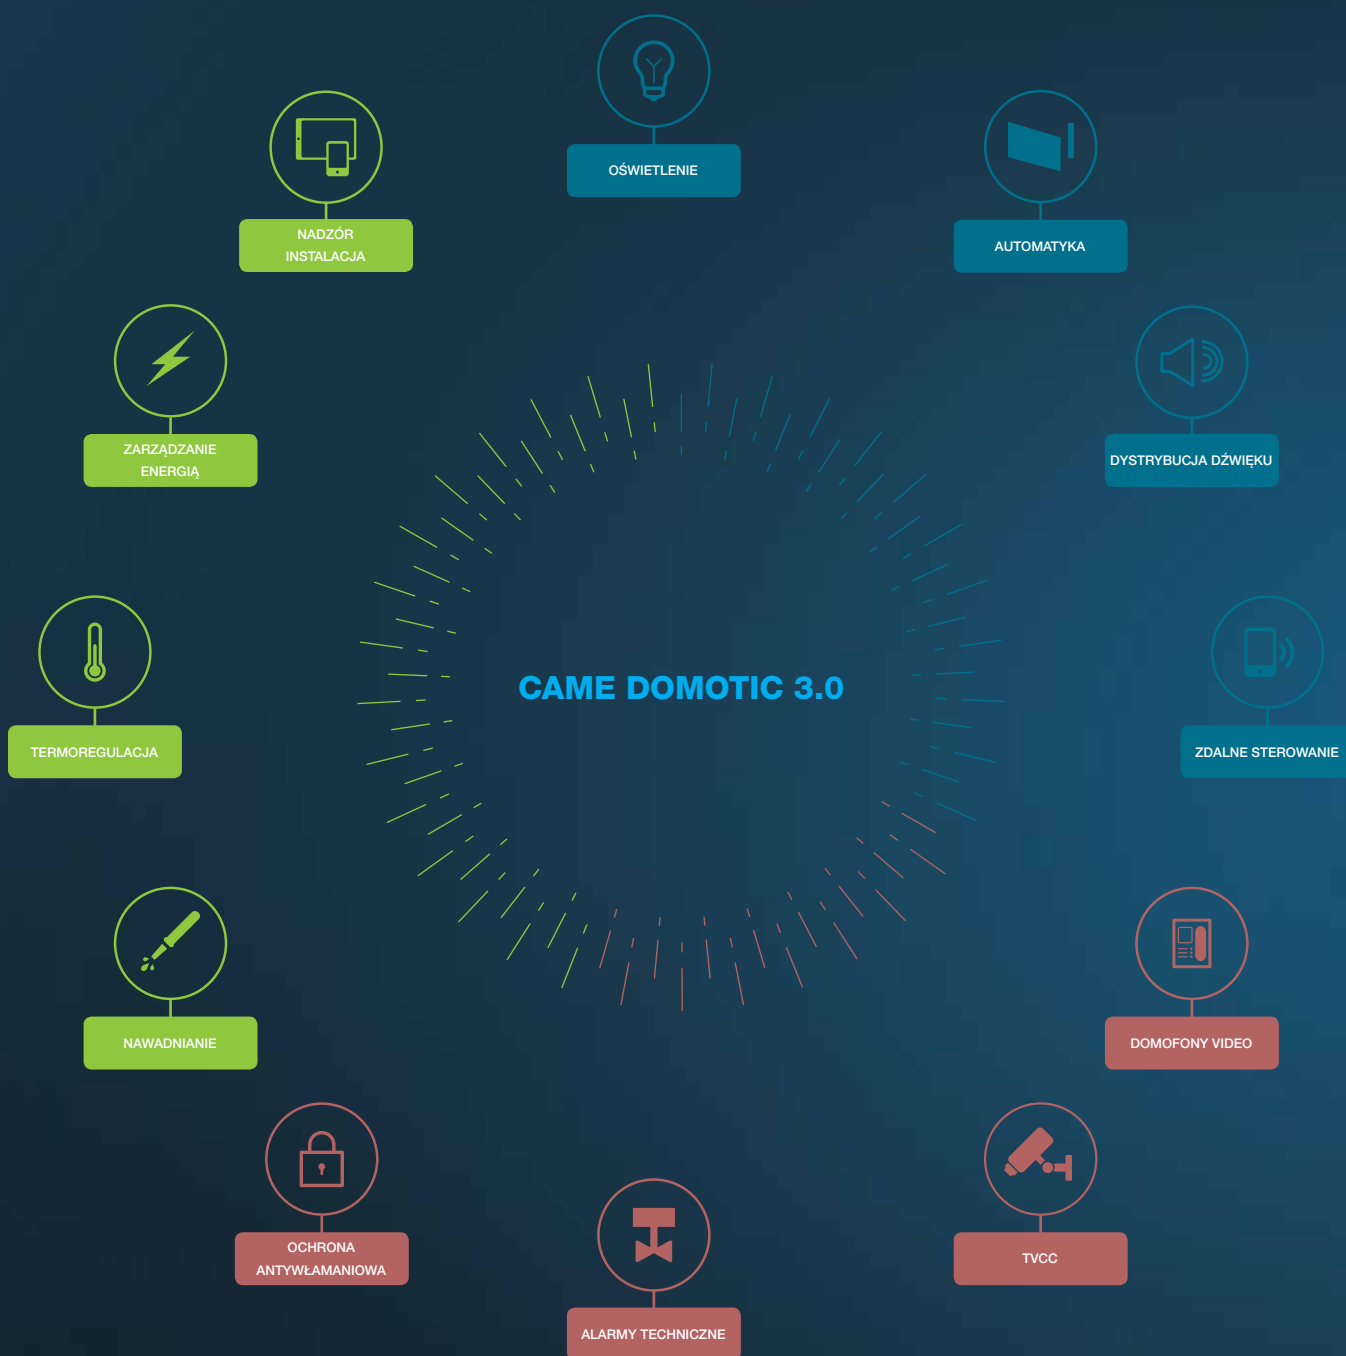 OŚWIETLENIE
NADZÓR
INSTALACJA
AUTOMATYKA
ZARZĄDZANIE
ENERGIĄ
DYSTRYBUCJA DŹWIĘKU
CAME DOMOTIC 3.0
TERMOREGULACJA
ZDALNE STEROWANIE
NAWADNIANIE
DOMOFONY VIDEO
OCHRONA
ANTYWŁAMANIOWA
TVCC
ALARMY TECHNICZNE